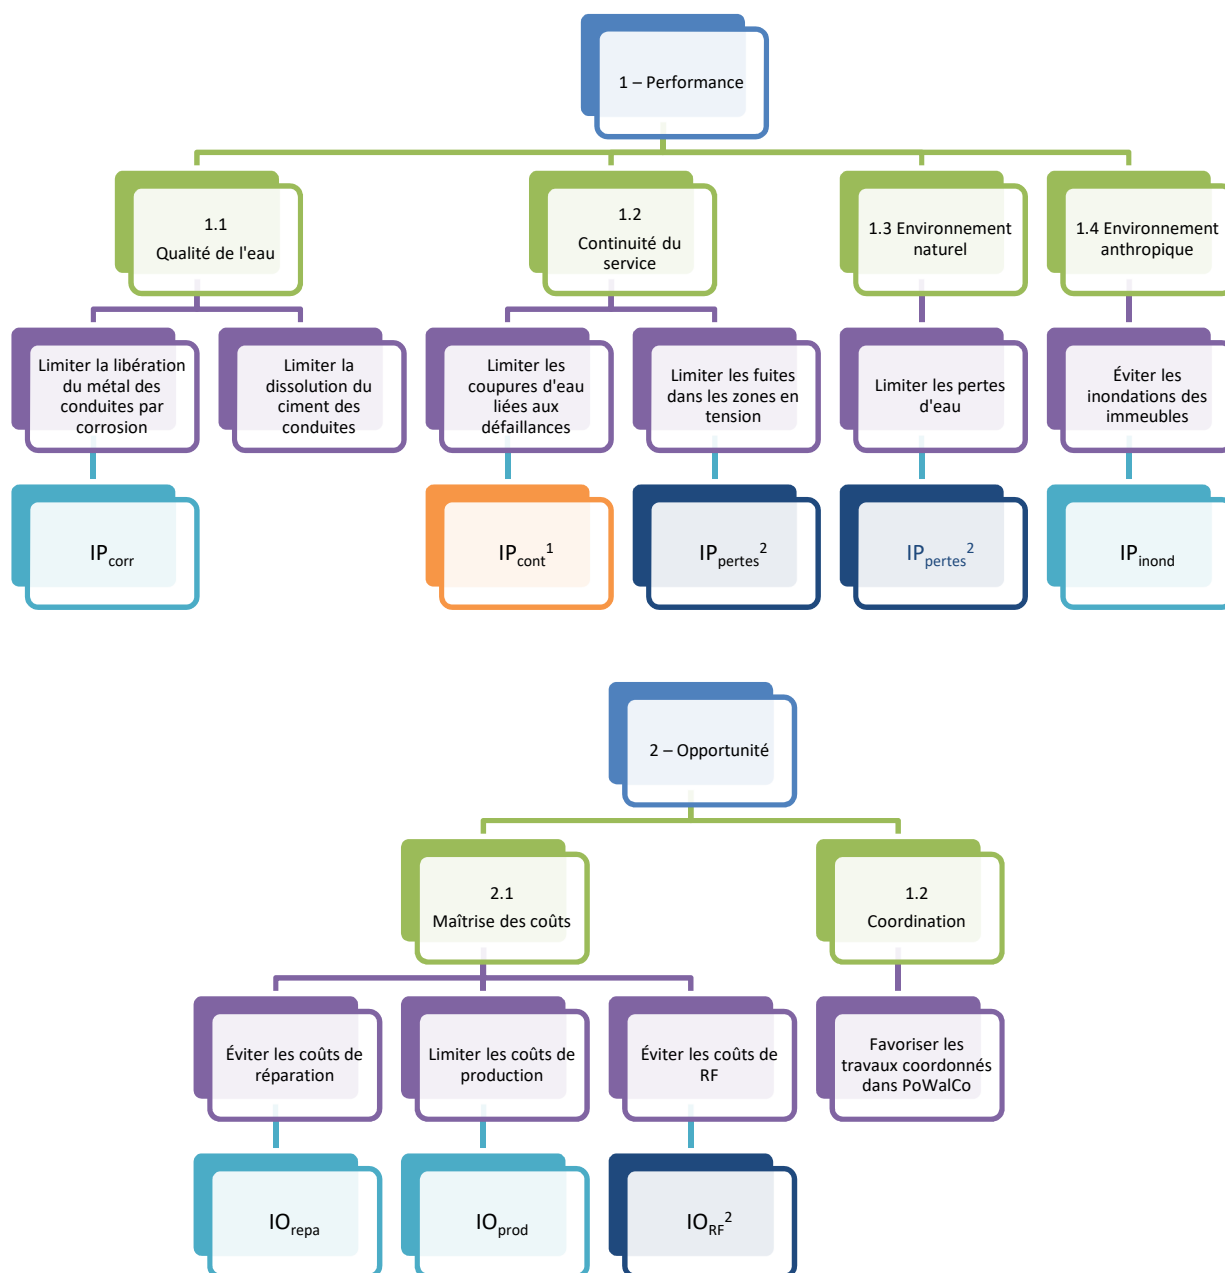 1 – Performance
1.1
Qualité de l'eau
1.2
Continuité du
service
1.3 Environnement
naturel
1.4 Environnement
anthropique
Limiter la libération
du métal des
conduites par
corrosion
Limiter la
dissolution du
ciment des
conduites
Limiter les
coupures d'eau
liées aux
défaillances
Limiter les fuites
dans les zones en
tension
Limiter les pertes
d'eau
Éviter les
inondations des
immeubles
IPcorr
IPcont1
IPpertes2
IPpertes2
IPinond
2 – Opportunité
2.1
Maîtrise des coûts
1.2
Coordination
Éviter les coûts de
réparation
Limiter les coûts de
production
Éviter les coûts de
RF
Favoriser les
travaux coordonnés
dans PoWalCo
IOrepa
IOprod
IORF2